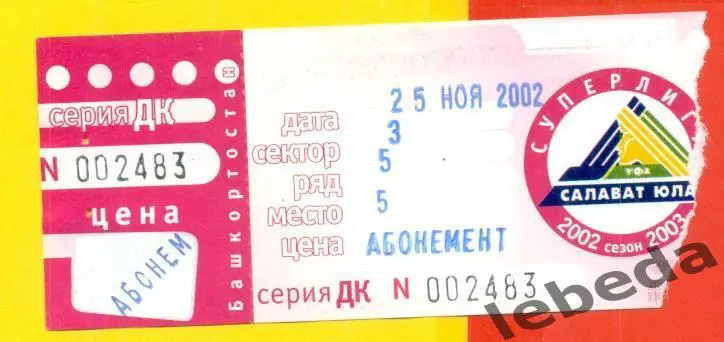 серия ДК
N 002483
цена
АБОНЕМ
Башкортостан
дата 25 НОЯ 2002
сектор 3
ряд 5
место 5
цена АБОНЕМЕНТ
серия ДК N 002483
СУПЕРЛИГА
УФА
САЛАВАТ ЮЛА
2002 сезон 2003
lebeda